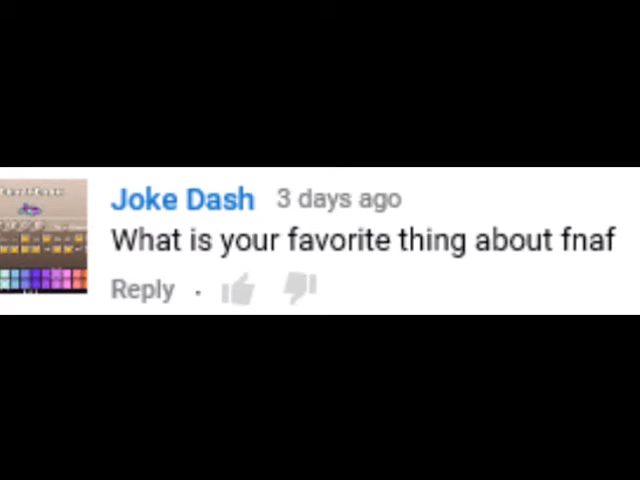 Joke Dash 3 days ago
What is your favorite thing about fnaf
Reply ·